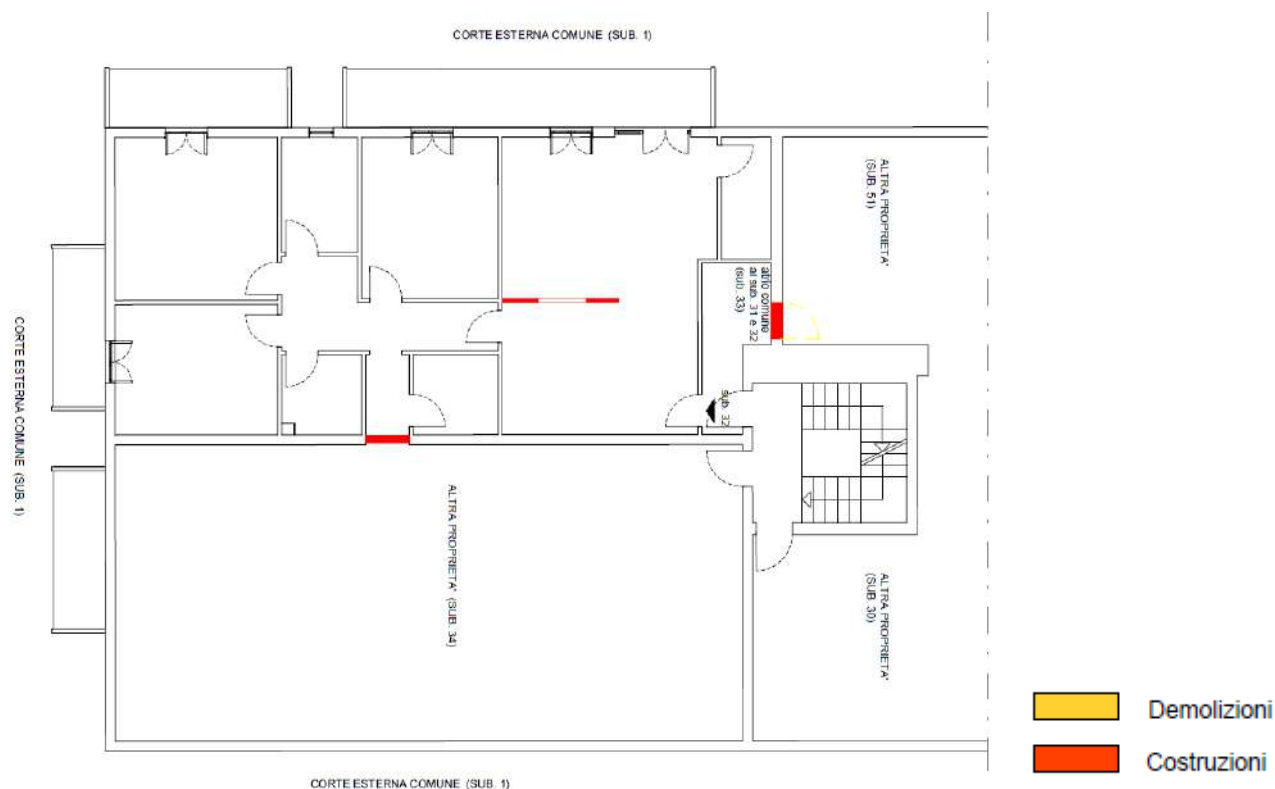 CORTE ESTERNA COMUNE (SUB. 1)
ALTRA PROPRIETA'
(SUB. 51)
atrio comune
ai sub. 31 e 32
(sub. 33)
CORTE ESTERNA COMUNE (SUB. 1)
sub. 32
ALTRA PROPRIETA' (SUB. 34)
ALTRA PROPRIETA'
(SUB. 30)
Demolizioni
Costruzioni
CORTE ESTERNA COMUNE (SUB. 1)